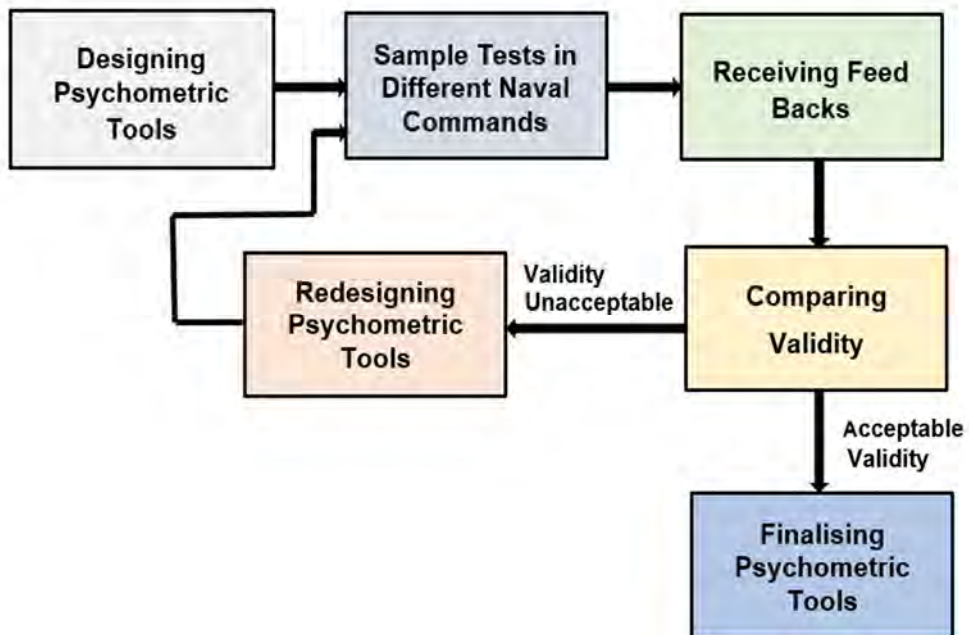 Designing
Psychometric
Tools
Sample Tests in
Different Naval
Commands
Receiving Feed
Backs
Redesigning
Psychometric
Tools
Validity
Unacceptable
Comparing
Validity
Acceptable
Validity
Finalising
Psychometric
Tools